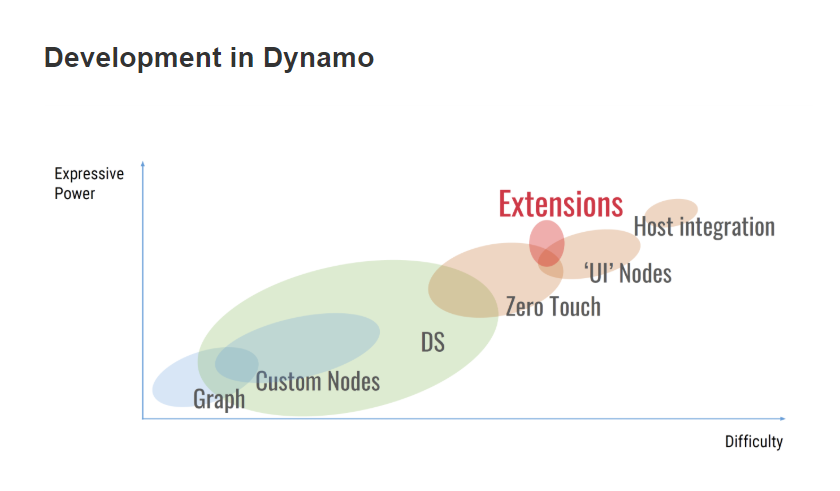 Development in Dynamo
Expressive
Power
Extensions
Host integration
‘UI’ Nodes
Zero Touch
DS
Custom Nodes
Graph
Difficulty